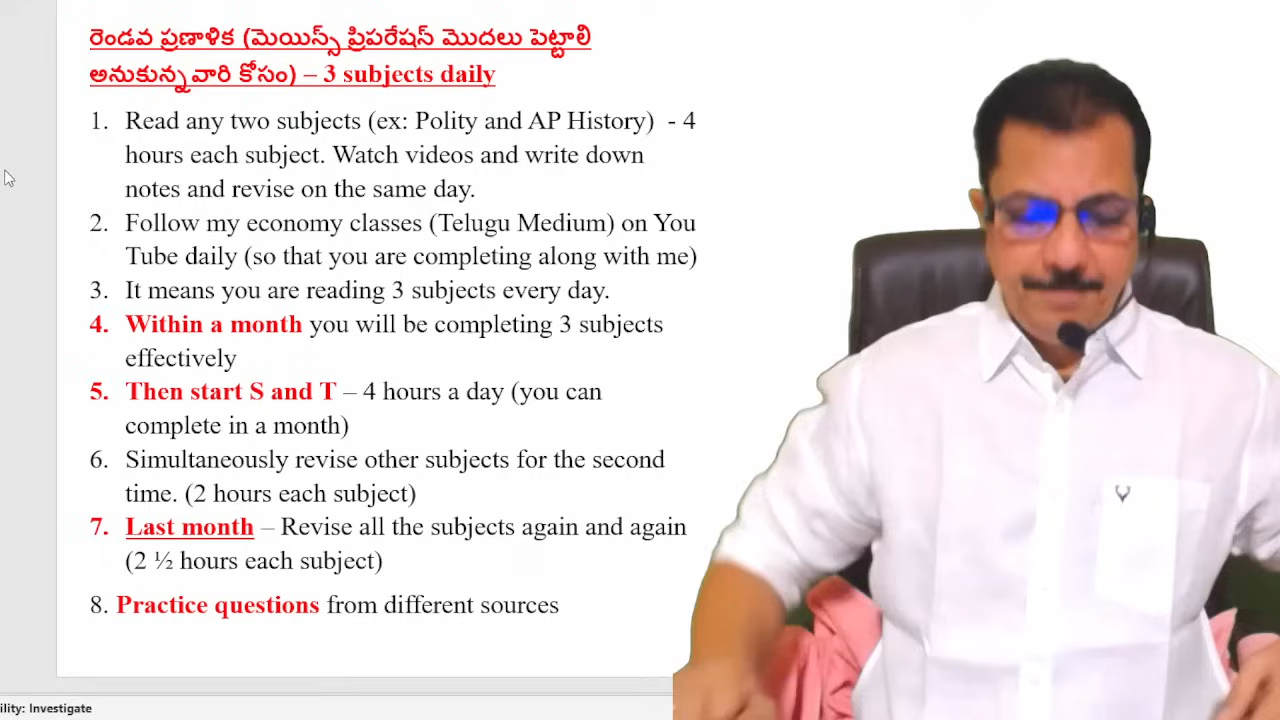 రెండవ ప్రణాళిక (మెయిన్స్ ప్రిపరేషన్ మొదలు పెట్టాలి
అనుకున్నవారి కోసం) – 3 subjects daily
1. Read any two subjects (ex: Polity and AP History)  - 4
hours each subject. Watch videos and write down
notes and revise on the same day.
2. Follow my economy classes (Telugu Medium) on You
Tube daily (so that you are completing along with me)
3. It means you are reading 3 subjects every day.
4. Within a month you will be completing 3 subjects
effectively
5. Then start S and T – 4 hours a day (you can
complete in a month)
6. Simultaneously revise other subjects for the second
time. (2 hours each subject)
7. Last month – Revise all the subjects again and again
(2 ½ hours each subject)
8. Practice questions from different sources
ility: Investigate